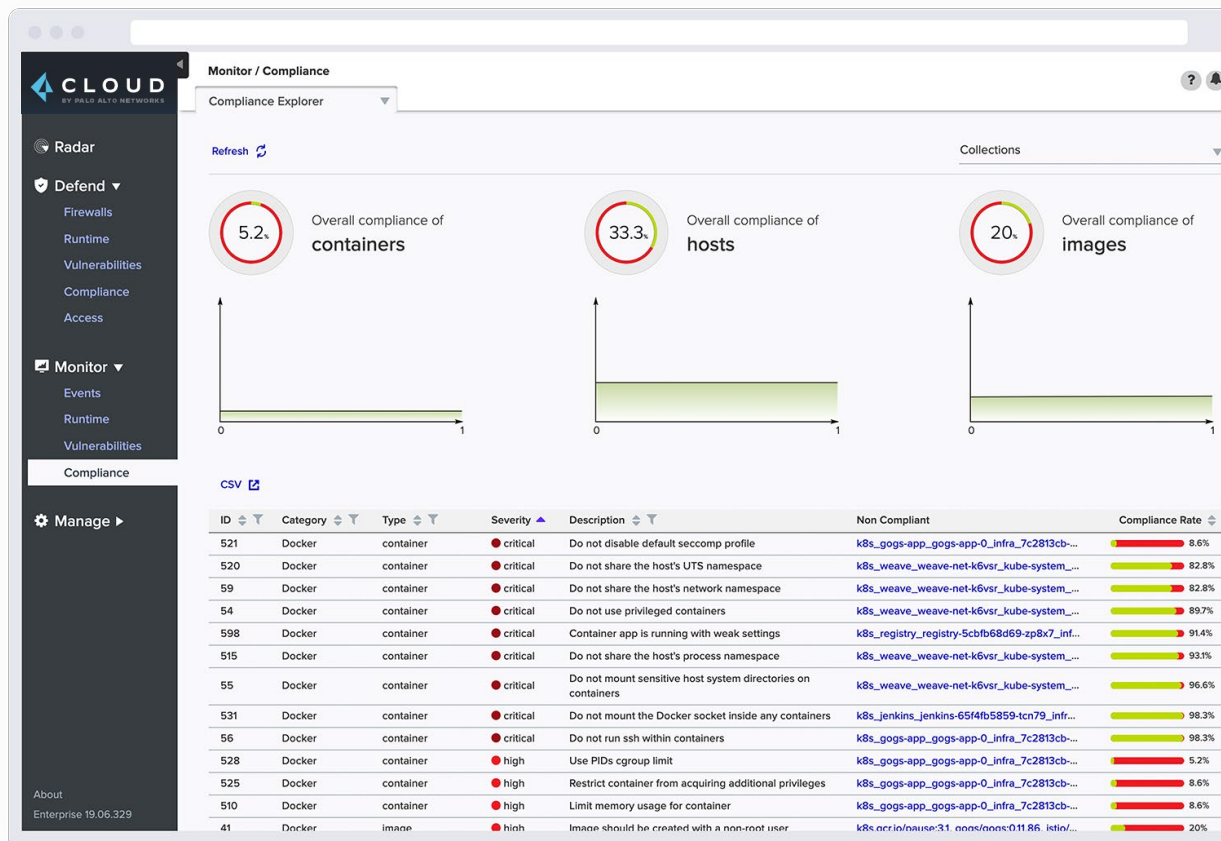 CLOUD
BY PALO ALTO NETWORKS
Radar
Defend
Firewalls
Runtime
Vulnerabilities
Compliance
Access
Monitor
Events
Runtime
Vulnerabilities
Compliance
Manage
About
Enterprise 19.06.329
Monitor / Compliance
Compliance Explorer
?
Refresh
Collections
5.2% Overall compliance of
containers
33.3% Overall compliance of
hosts
20% Overall compliance of
images
0 1
0 1
0 1
CSV
ID Category Type Severity Description Non Compliant Compliance Rate
521 Docker container critical Do not disable default seccomp profile k8s_gogs-app_gogs-app-0_infra_7c2813cb-... 8.6%
520 Docker container critical Do not share the host's UTS namespace k8s_weave_weave-net-k6vsr_kube-system_... 82.8%
59 Docker container critical Do not share the host's network namespace k8s_weave_weave-net-k6vsr_kube-system_... 82.8%
54 Docker container critical Do not use privileged containers k8s_weave_weave-net-k6vsr_kube-system_... 89.7%
598 Docker container critical Container app is running with weak settings k8s_registry_registry-5cbfb68d69-zp8x7_inf... 91.4%
515 Docker container critical Do not share the host's process namespace k8s_weave_weave-net-k6vsr_kube-system_... 93.1%
55 Docker container critical Do not mount sensitive host system directories on
containers k8s_weave_weave-net-k6vsr_kube-system_... 96.6%
531 Docker container critical Do not mount the Docker socket inside any containers k8s_jenkins_jenkins-65f4fb5859-tcn79_infr... 98.3%
56 Docker container critical Do not run ssh within containers k8s_gogs-app_gogs-app-0_infra_7c2813cb-... 98.3%
528 Docker container high Use PIDs cgroup limit k8s_gogs-app_gogs-app-0_infra_7c2813cb-... 5.2%
525 Docker container high Restrict container from acquiring additional privileges k8s_gogs-app_gogs-app-0_infra_7c2813cb-... 8.6%
510 Docker container high Limit memory usage for container k8s_gogs-app_gogs-app-0_infra_7c2813cb-... 8.6%
41 Docker image high Image should be created with a non-root user k8s.gcr.io/pause:3.1, gogs/gogs:0.11.86, istio/... 20%